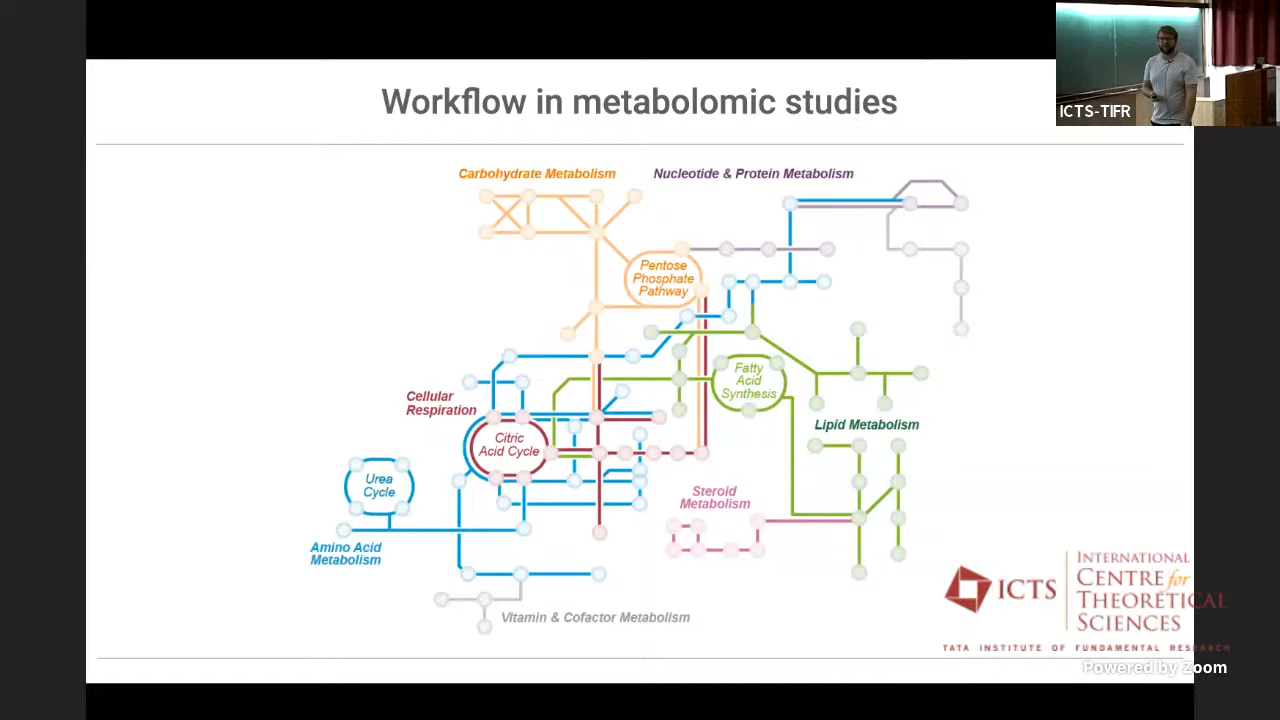 Workflow in metabolomic studies
ICTS-TIFR
Carbohydrate Metabolism
Nucleotide & Protein Metabolism
Pentose
Phosphate
Pathway
Fatty
Acid
Synthesis
Cellular
Respiration
Citric
Acid Cycle
Lipid Metabolism
Urea
Cycle
Steroid
Metabolism
Amino Acid
Metabolism
Vitamin & Cofactor Metabolism
ICTS
INTERNATIONAL
CENTRE for
THEORETICAL
SCIENCES
TATA INSTITUTE OF FUNDAMENTAL RESEARCH
Powered by Zoom